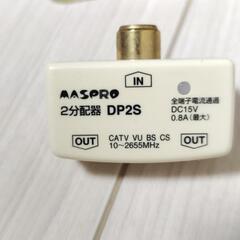 IN
MASPRO
2分配器 DP2S
全端子電流通過
DC15V
0.8A(最大)
OUT
CATV VU BS CS
10~2655MHz
OUT